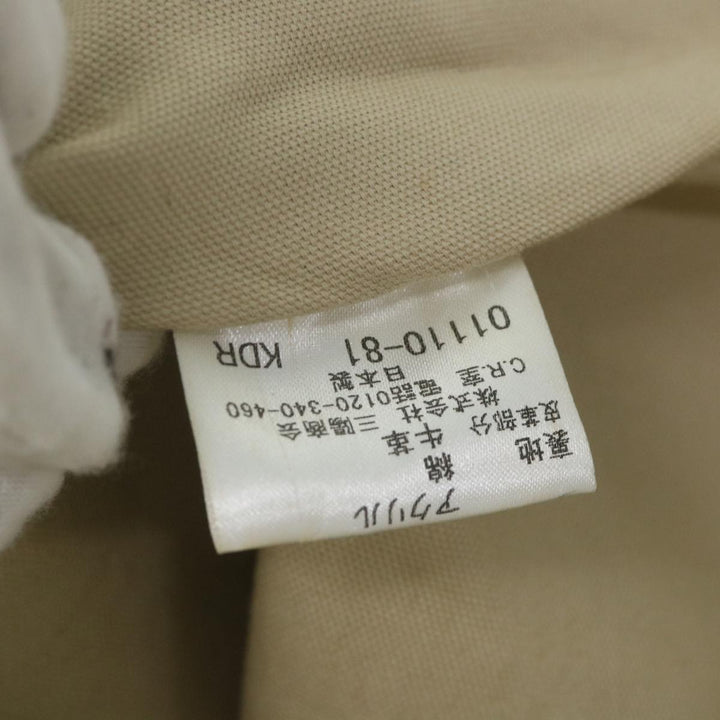 アクリル
裏地 綿
皮革部分 牛革
株式会社 三陽商会
C.R.室 電話0120-340-460
日本製
01110-81 KDR